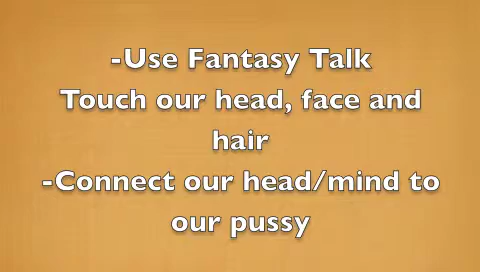 -Use Fantasy Talk
Touch our head, face and
hair
-Connect our head/mind to
our pussy